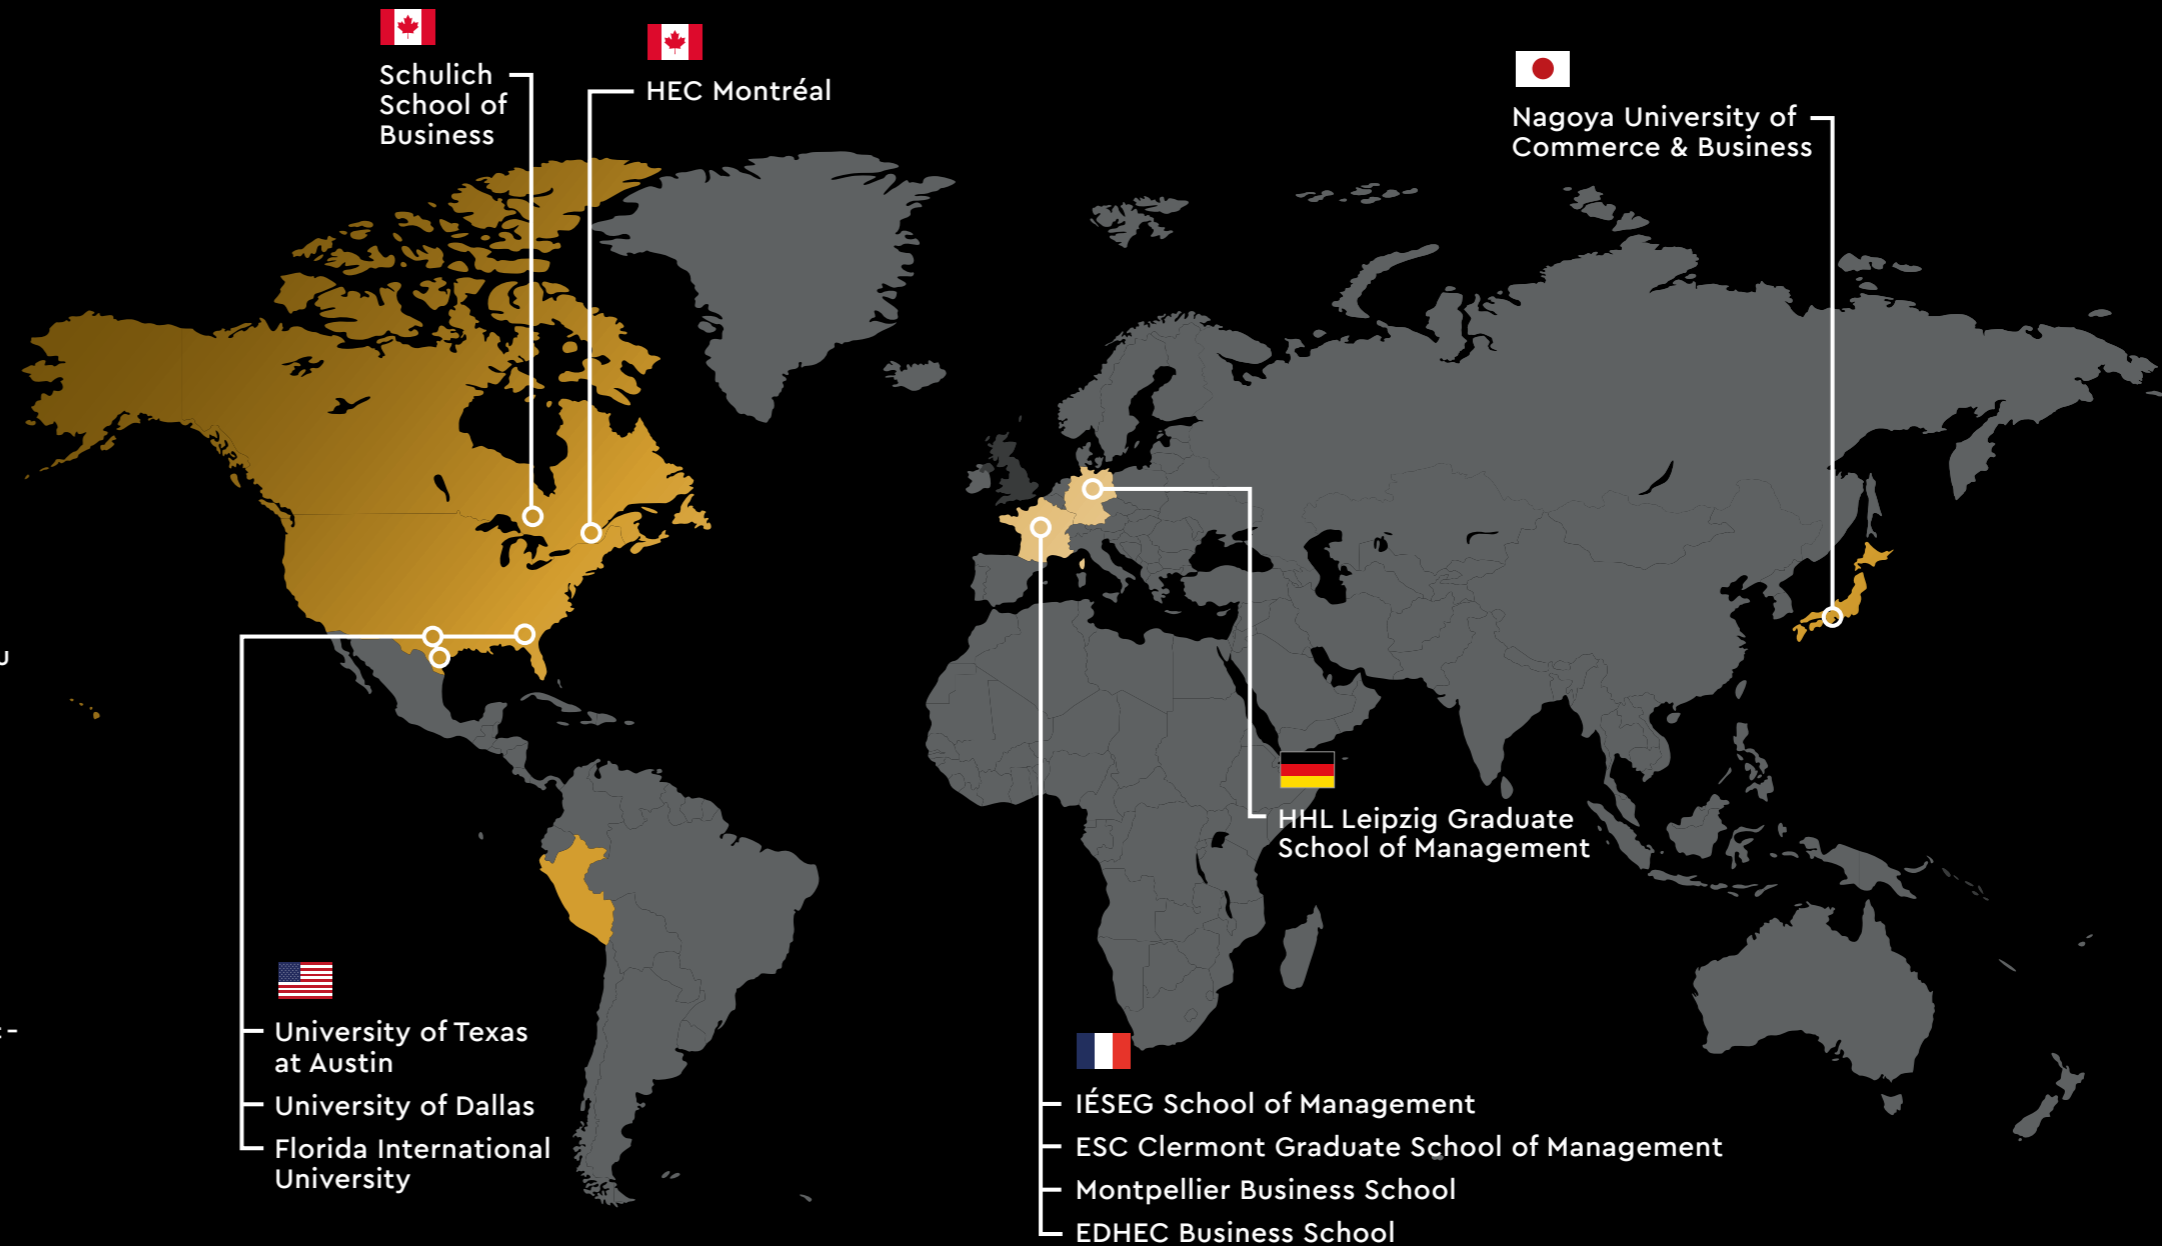 Schulich
School of
Business
HEC Montréal
Nagoya University of
Commerce & Business
HHL Leipzig Graduate
School of Management
University of Texas
at Austin
University of Dallas
Florida International
University
IÉSEG School of Management
ESC Clermont Graduate School of Management
Montpellier Business School
EDHEC Business School